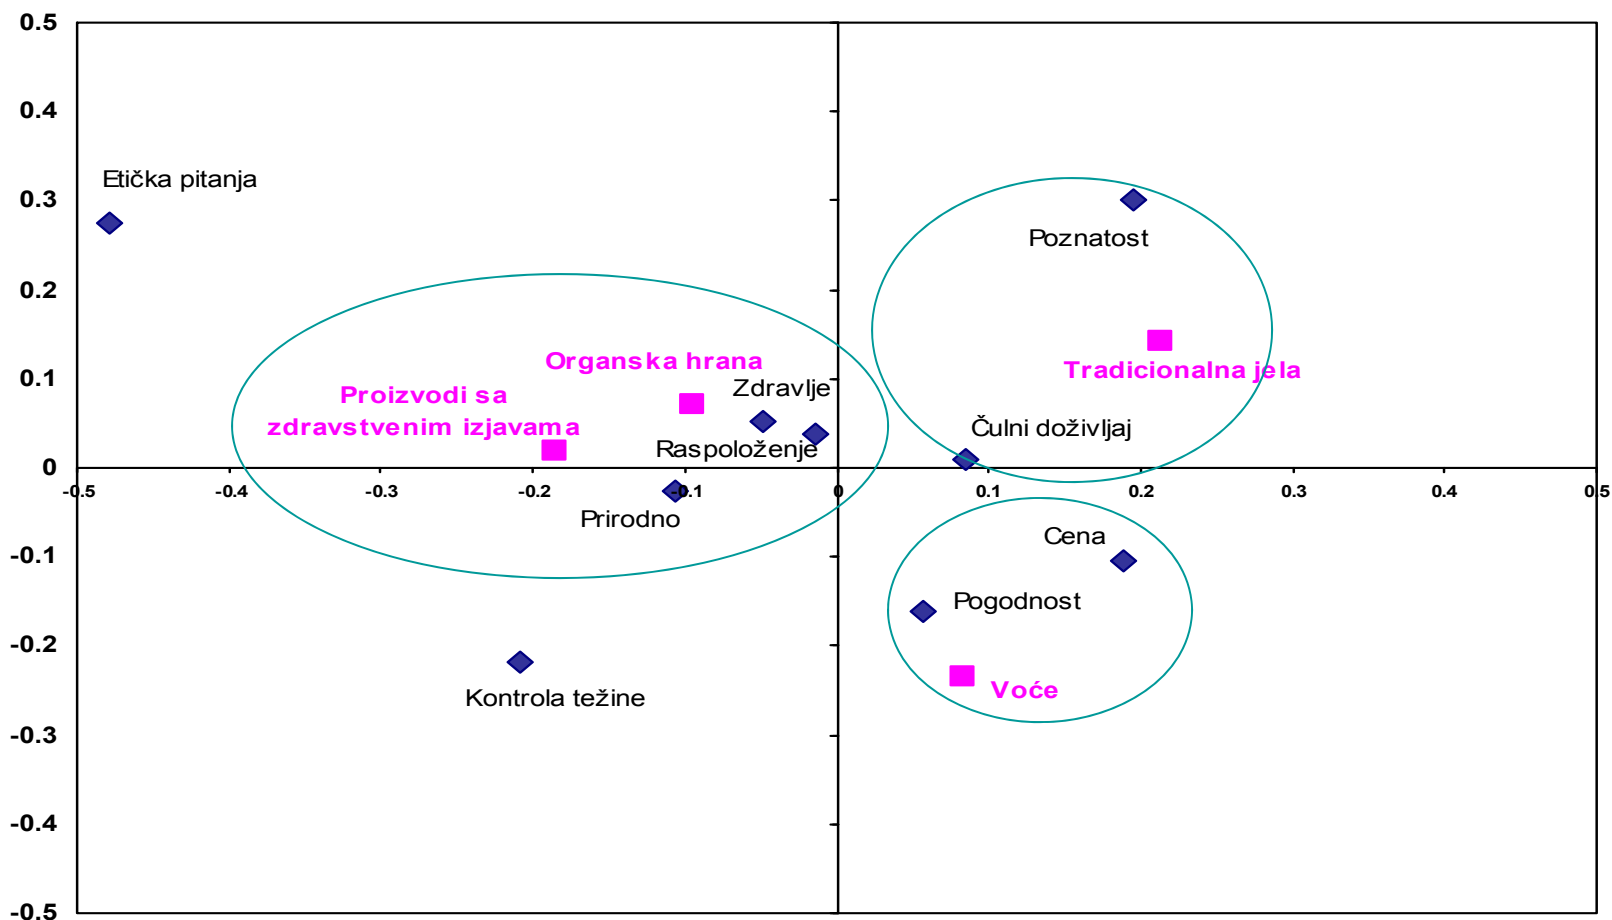 0.5
0.4
Etička pitanja
0.3
Poznatost
0.2
Organska hrana
Tradicionalna jela
0.1
Zdravlje
Proizvodi sa
zdravstvenim izjavama
Čulni doživljaj
Raspoloženje
0
-0.5 -0.4 -0.3 -0.2 -0.1 0 0.1 0.2 0.3 0.4 0.5
Prirodno
Cena
-0.1
Pogodnost
-0.2
Kontrola težine
Voće
-0.3
-0.4
-0.5